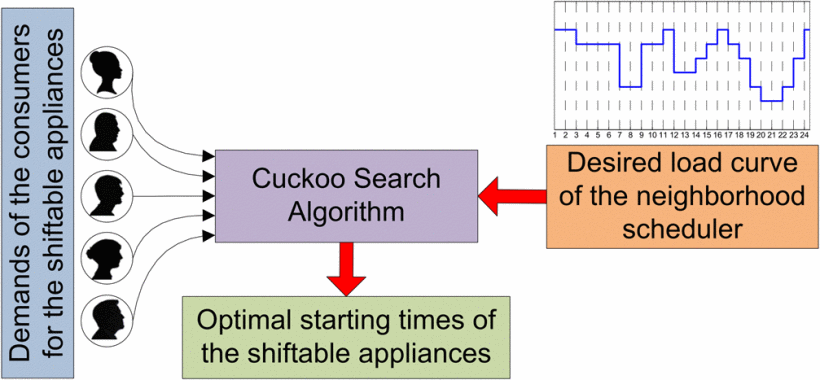 Demands of the consumers
for the shiftable appliances
Cuckoo Search
Algorithm
Optimal starting times of
the shiftable appliances
1 2 3 4 5 6 7 8 9 10 11 12 13 14 15 16 17 18 19 20 21 22 23 24
Desired load curve
of the neighborhood
scheduler